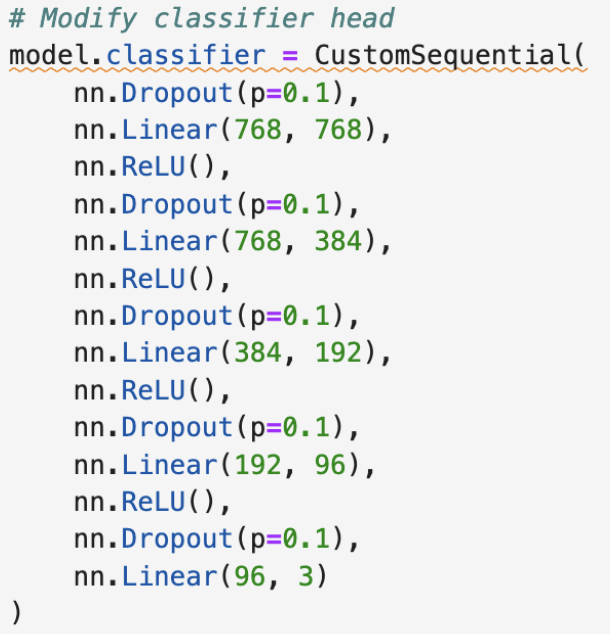 # Modify classifier head
model.classifier = CustomSequential(
    nn.Dropout(p=0.1),
    nn.Linear(768, 768),
    nn.ReLU(),
    nn.Dropout(p=0.1),
    nn.Linear(768, 384),
    nn.ReLU(),
    nn.Dropout(p=0.1),
    nn.Linear(384, 192),
    nn.ReLU(),
    nn.Dropout(p=0.1),
    nn.Linear(192, 96),
    nn.ReLU(),
    nn.Dropout(p=0.1),
    nn.Linear(96, 3)
)